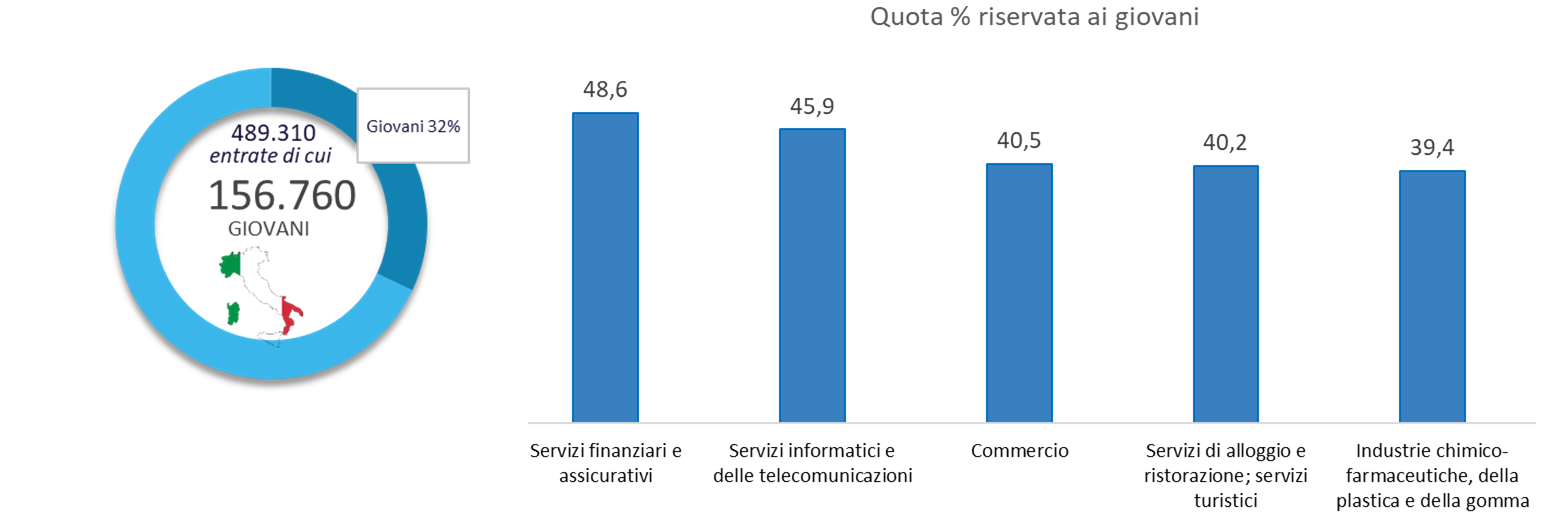 489.310
entrate di cui
156.760
GIOVANI
Giovani 32%
Quota % riservata ai giovani
48,6
45,9
40,5
40,2
39,4
Servizi finanziari e
assicurativi
Servizi informatici e
delle telecomunicazioni
Commercio
Servizi di alloggio e
ristorazione; servizi
turistici
Industrie chimico-
farmaceutiche, della
plastica e della gomma